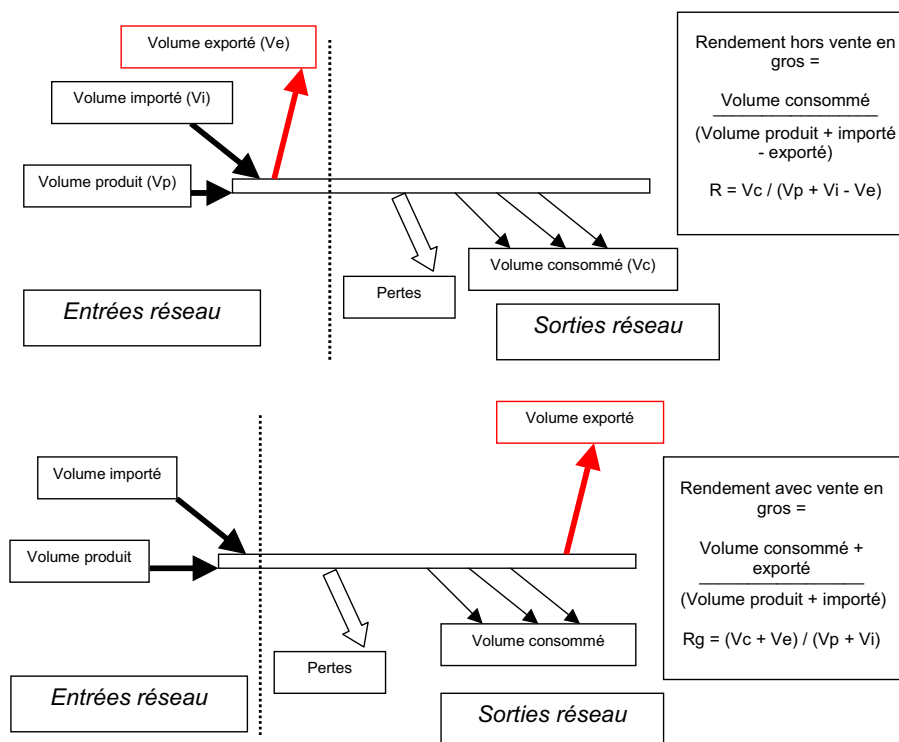 Volume exporté (Ve)
Volume importé (Vi)
Volume produit (Vp)
Pertes
Volume consommé (Vc)
Entrées réseau
Sorties réseau
Rendement hors vente en
gros =
Volume consommé
(Volume produit + importé
- exporté)
R = Vc / (Vp + Vi - Ve)
Volume exporté
Volume importé
Volume produit
Volume consommé
Pertes
Entrées réseau
Sorties réseau
Rendement avec vente en
gros =
Volume consommé +
exporté
(Volume produit + importé)
Rg = (Vc + Ve) / (Vp + Vi)